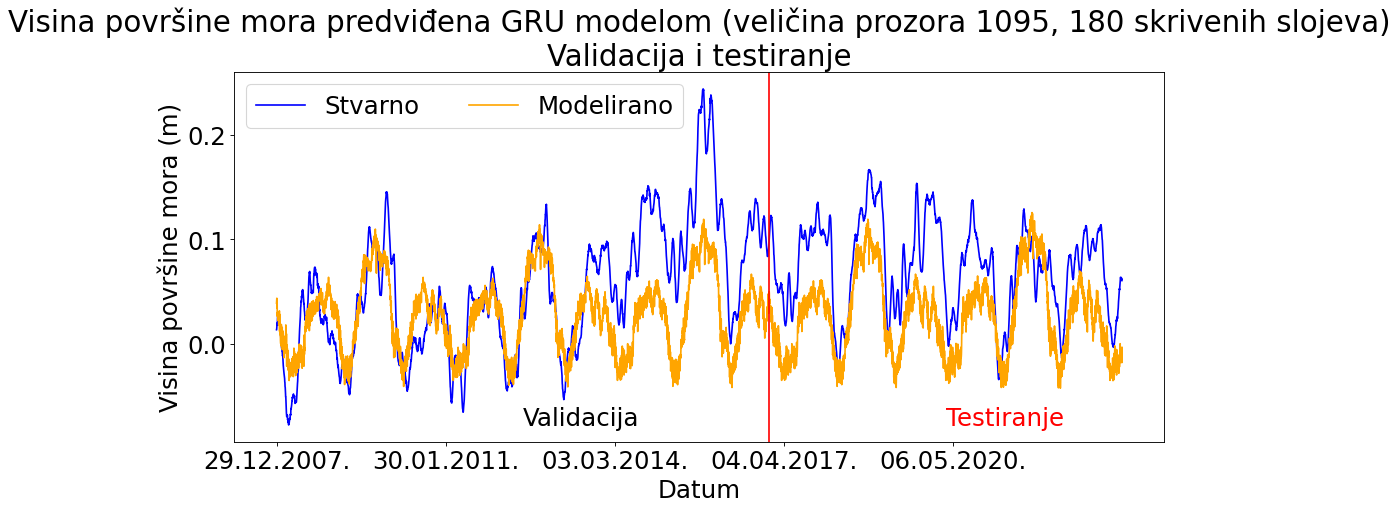 Visina površine mora predviđena GRU modelom (veličina prozora 1095, 180 skrivenih slojeva)
Validacija i testiranje
Stvarno
Modelirano
Visina površine mora (m)
0.2
0.1
0.0
Validacija
Testiranje
29.12.2007.
30.01.2011.
03.03.2014.
04.04.2017.
06.05.2020.
Datum